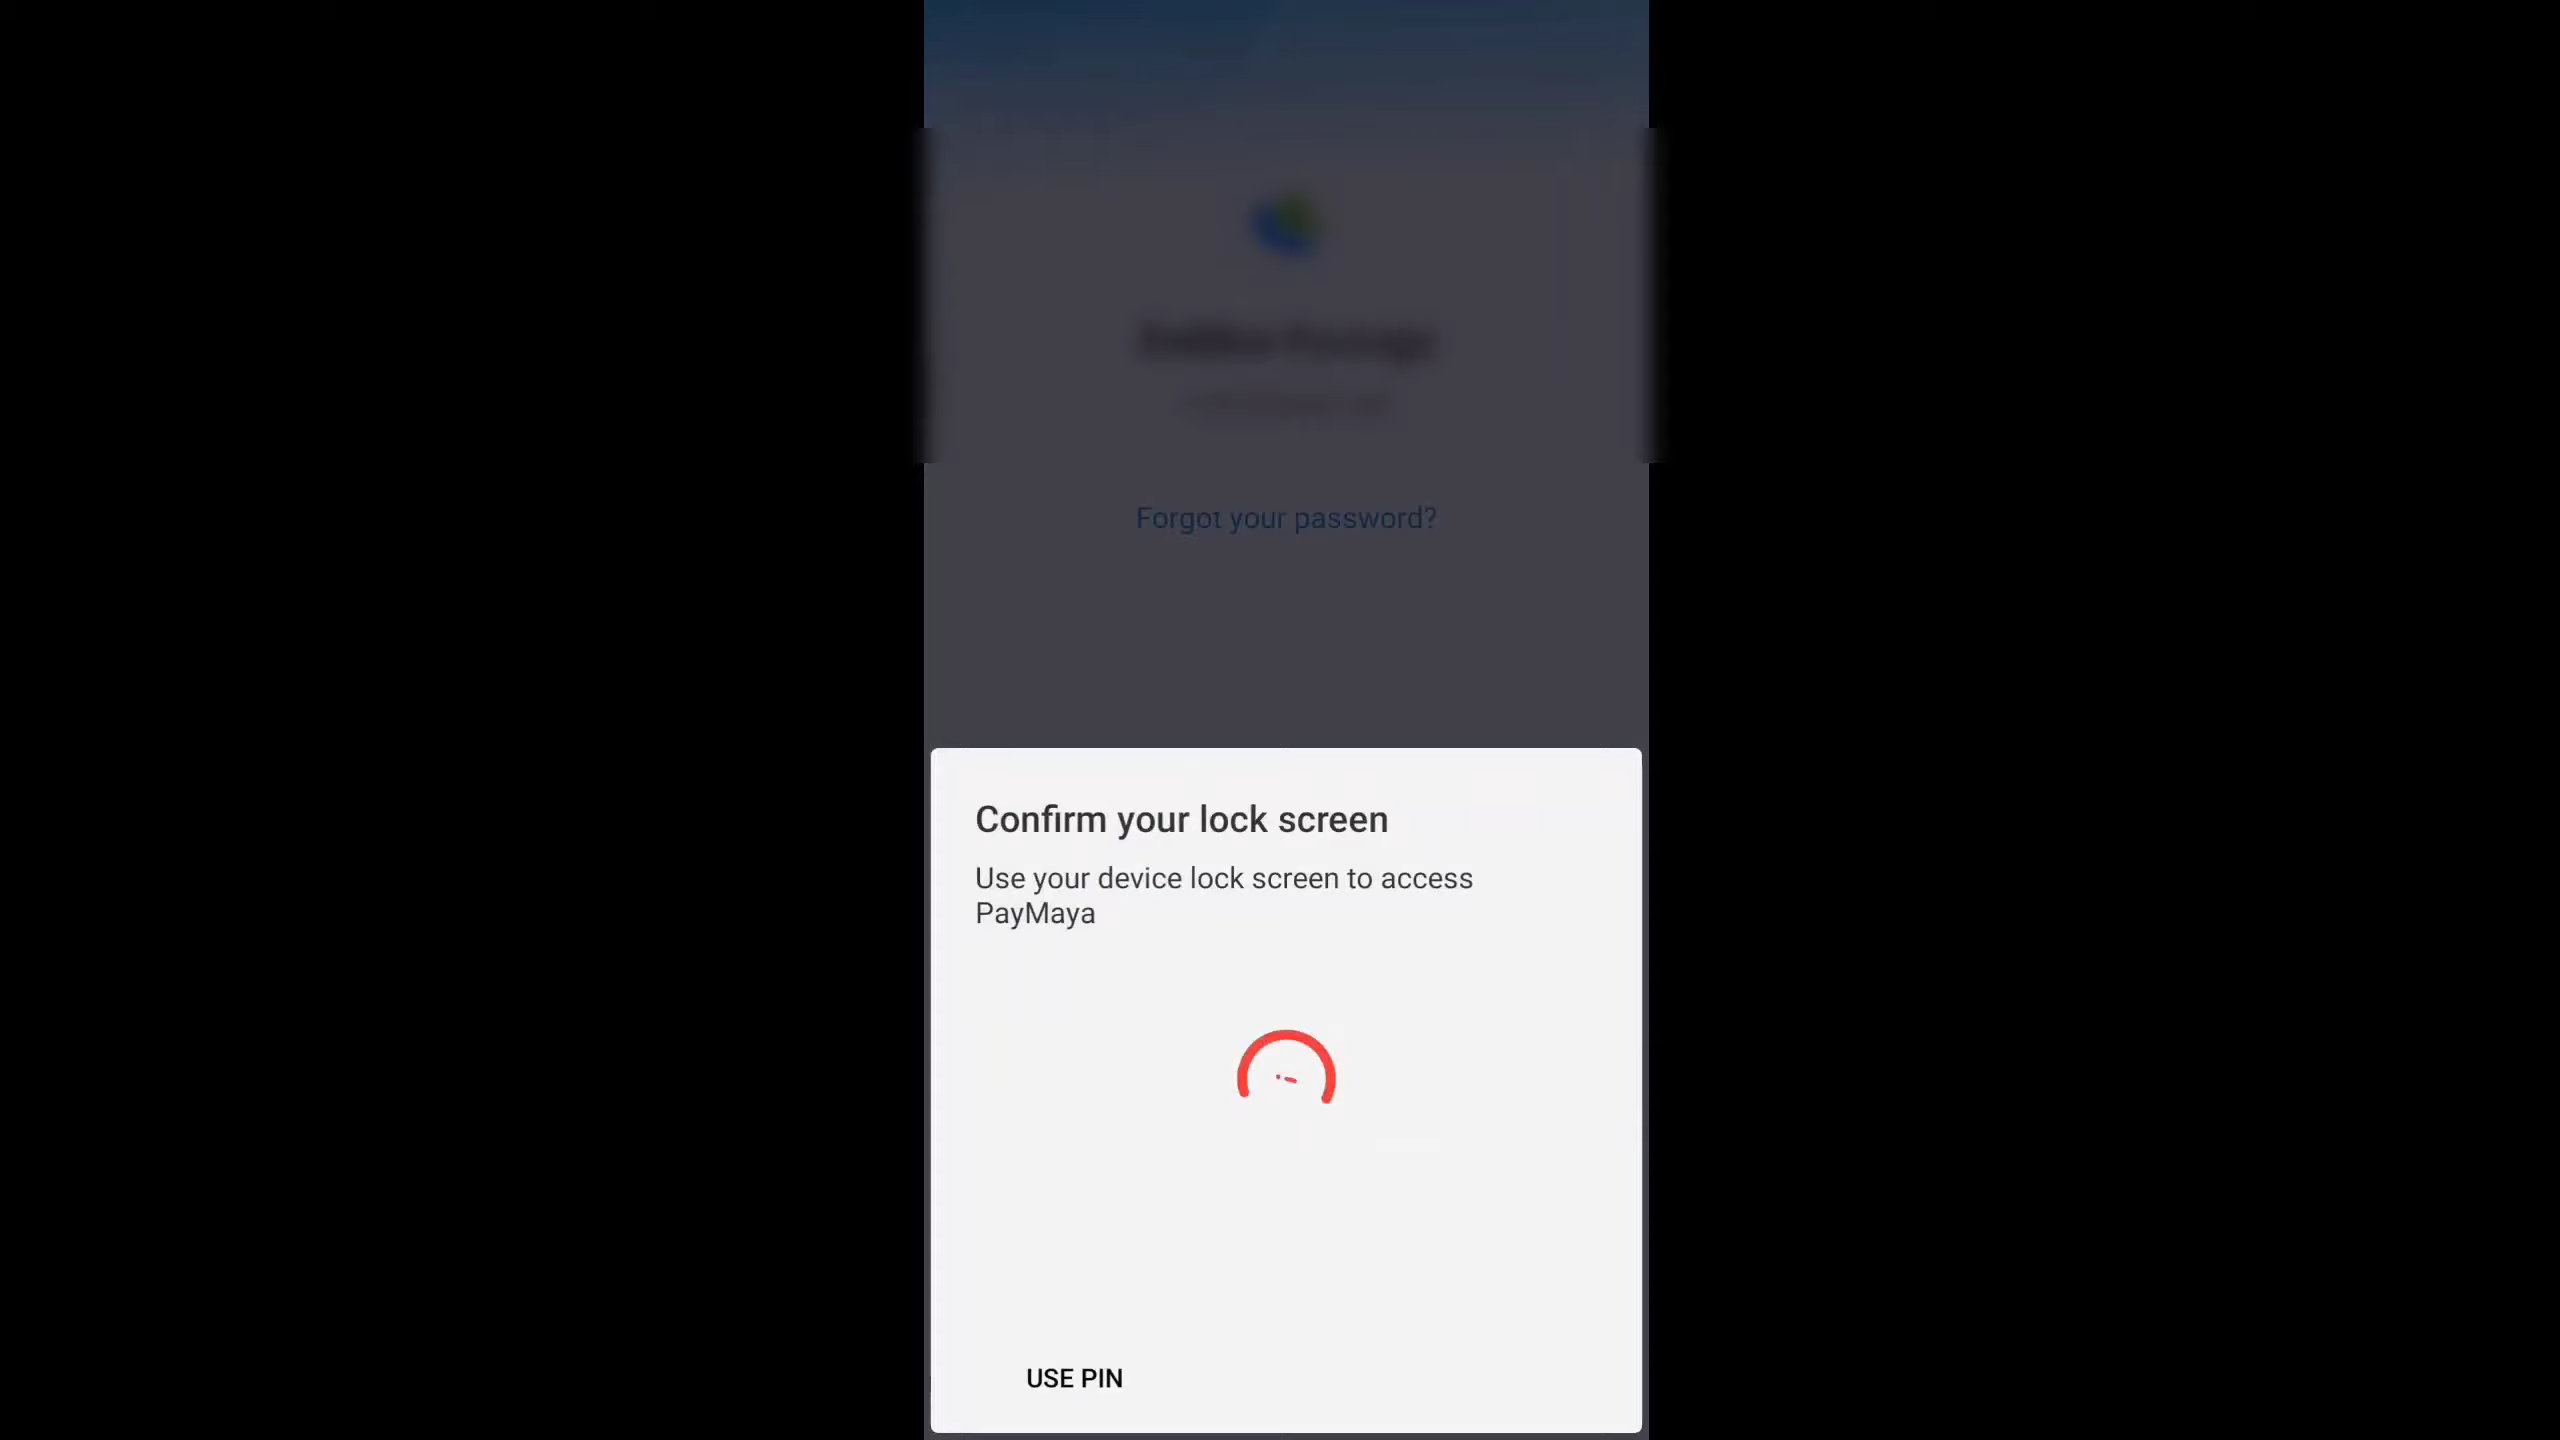 Forgot your password?
Confirm your lock screen
Use your device lock screen to access
PayMaya
USE PIN